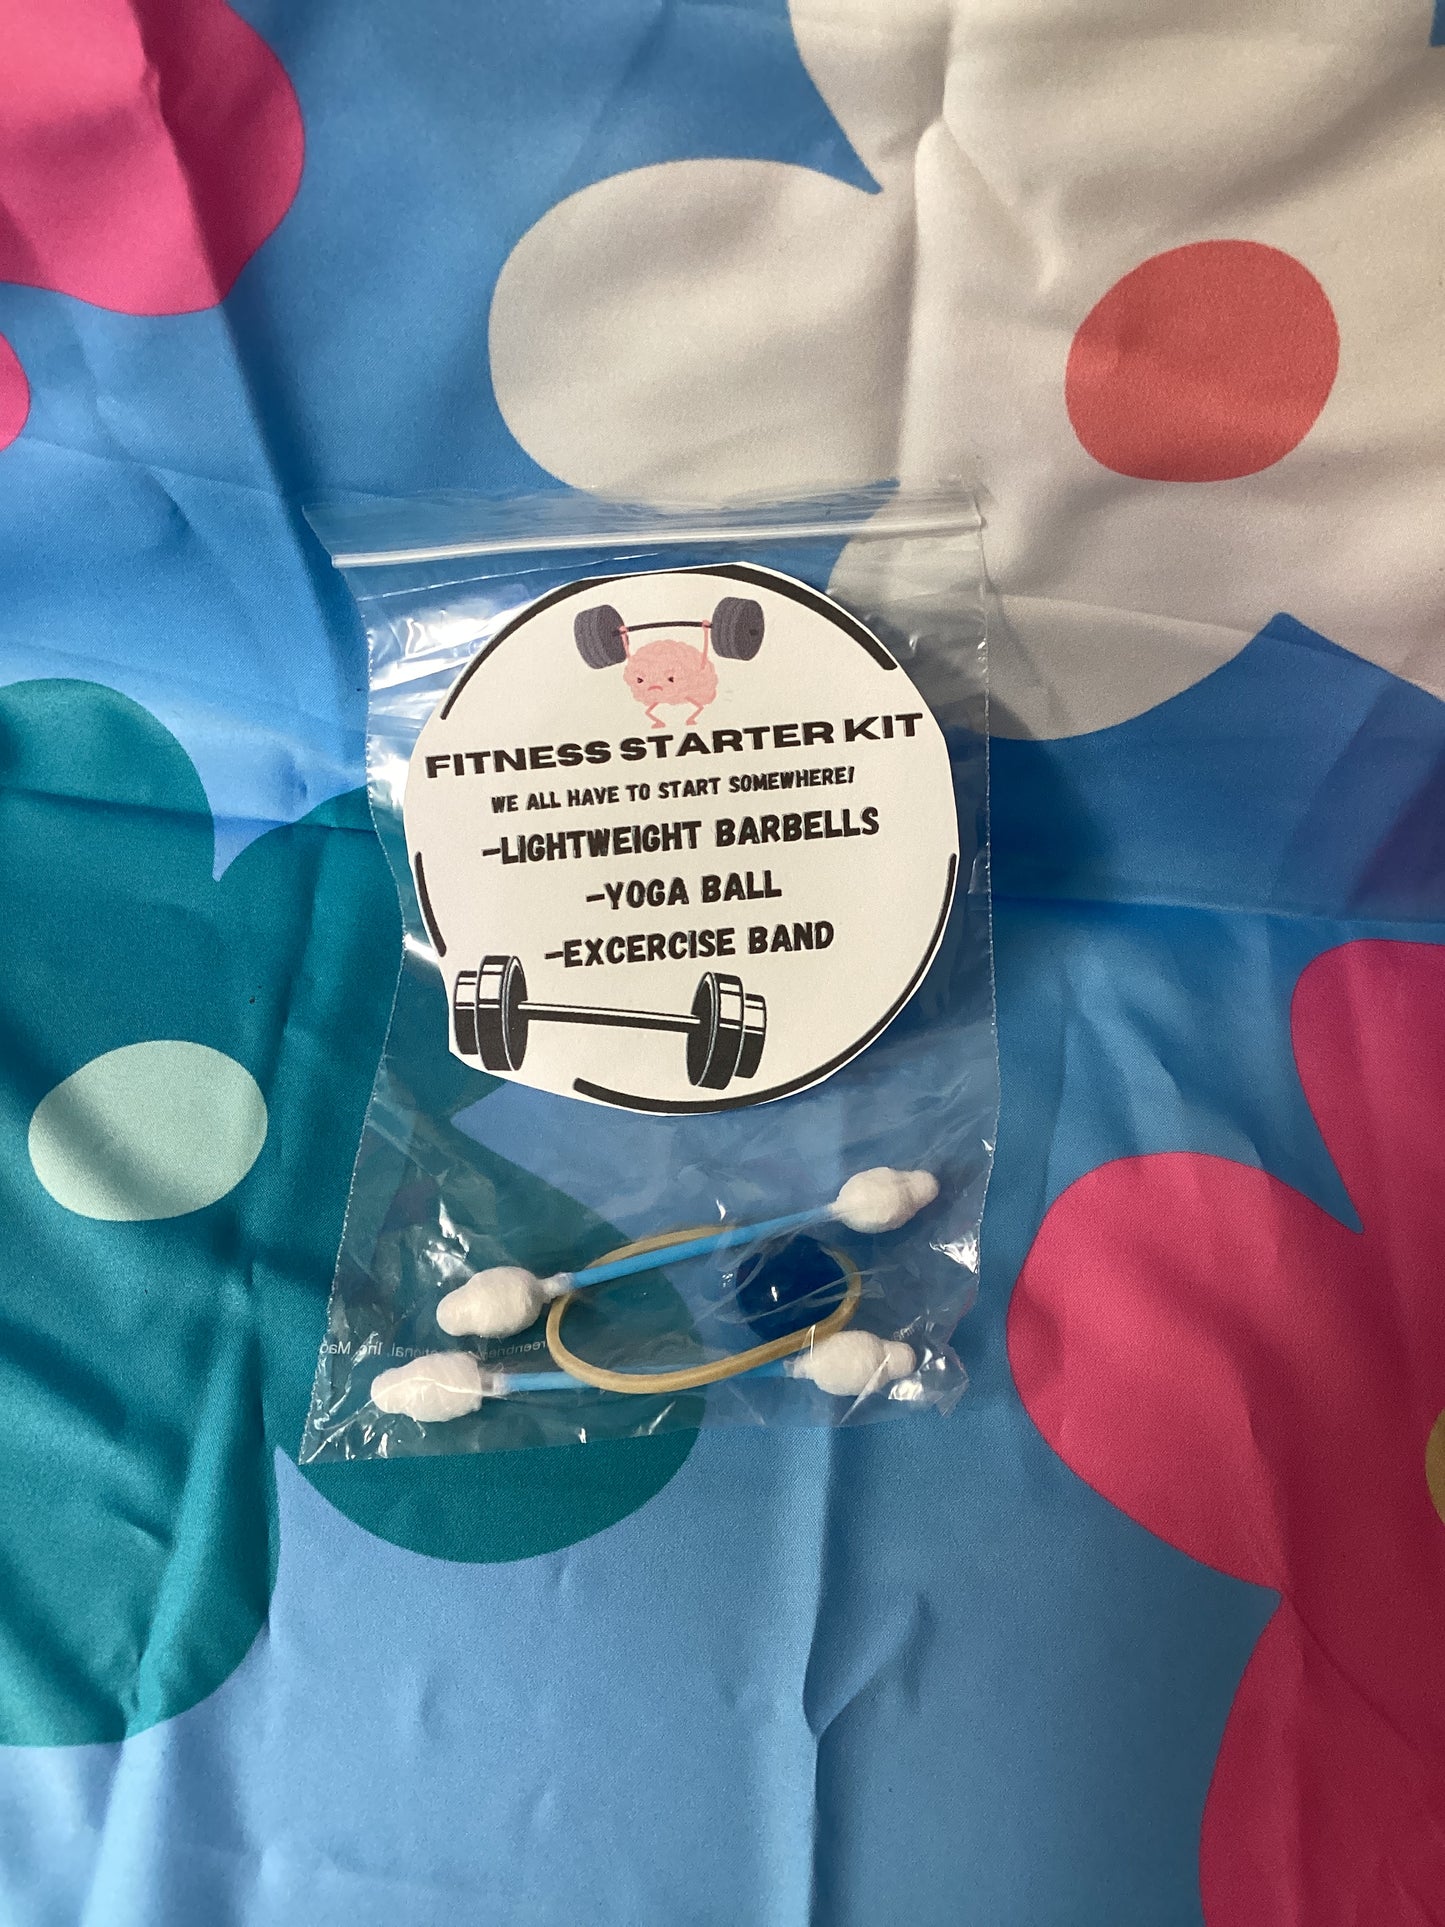 FITNESS STARTER KIT
WE ALL HAVE TO START SOMEWHERE!
-LIGHTWEIGHT BARBELLS
-YOGA BALL
-EXCERCISE BAND